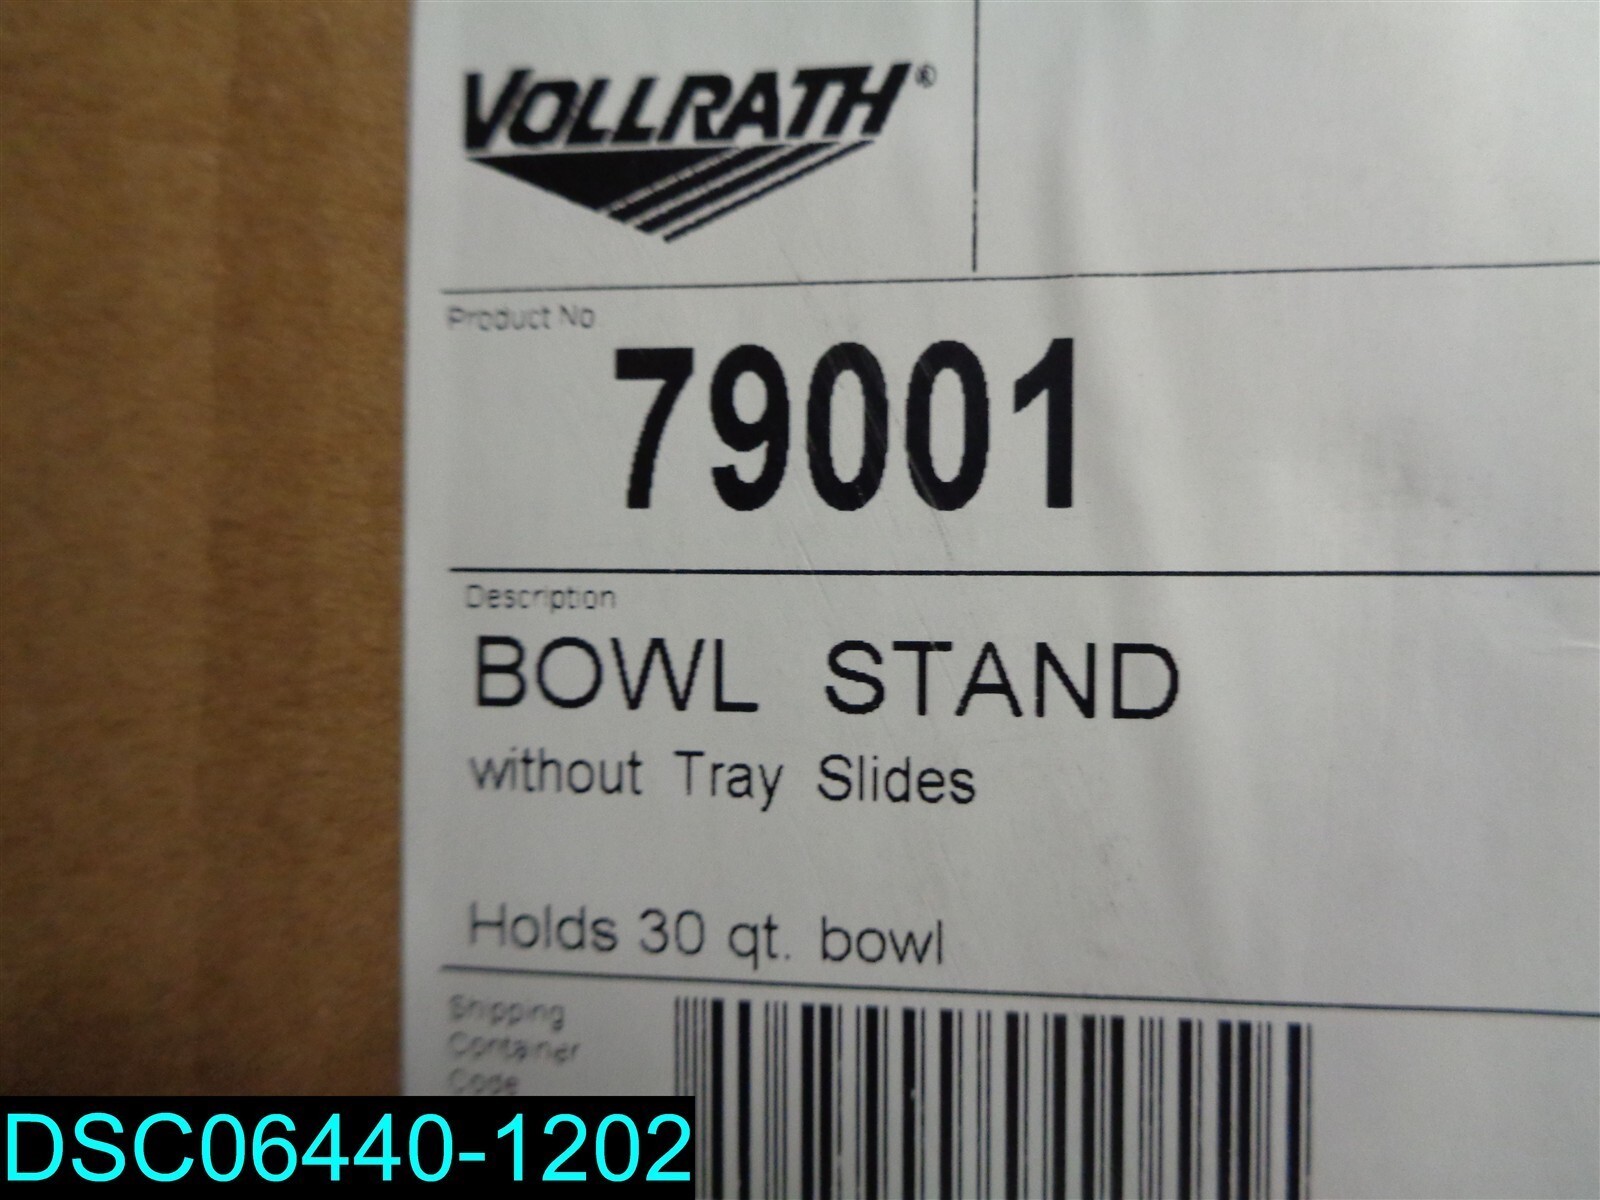 VOLLRATH®
Product No
79001
Description
BOWL STAND
without Tray Slides
Holds 30 qt. bowl
Shipping
Container
Code
DSC06440-1202